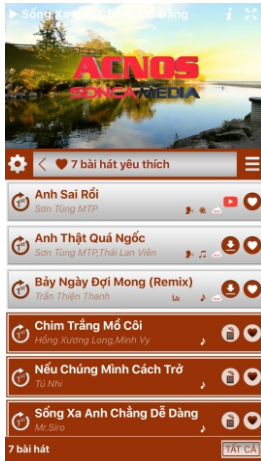 Sống Xa Anh Chẳng Dễ Dàng
ACNOS
SONCAMEDIA
7 bài hát yêu thích
Anh Sai Rồi
Sơn Tùng MTP
Anh Thật Quá Ngốc
Sơn Tùng MTP,Thái Lan Viên
Bảy Ngày Đợi Mong (Remix)
Trần Thiện Thanh
Chim Trắng Mồ Côi
Hồng Xương Long,Minh Vy
Nếu Chúng Mình Cách Trở
Tú Nhi
Sống Xa Anh Chẳng Dễ Dàng
Mr.Siro
7 bài hát
TẤT CẢ